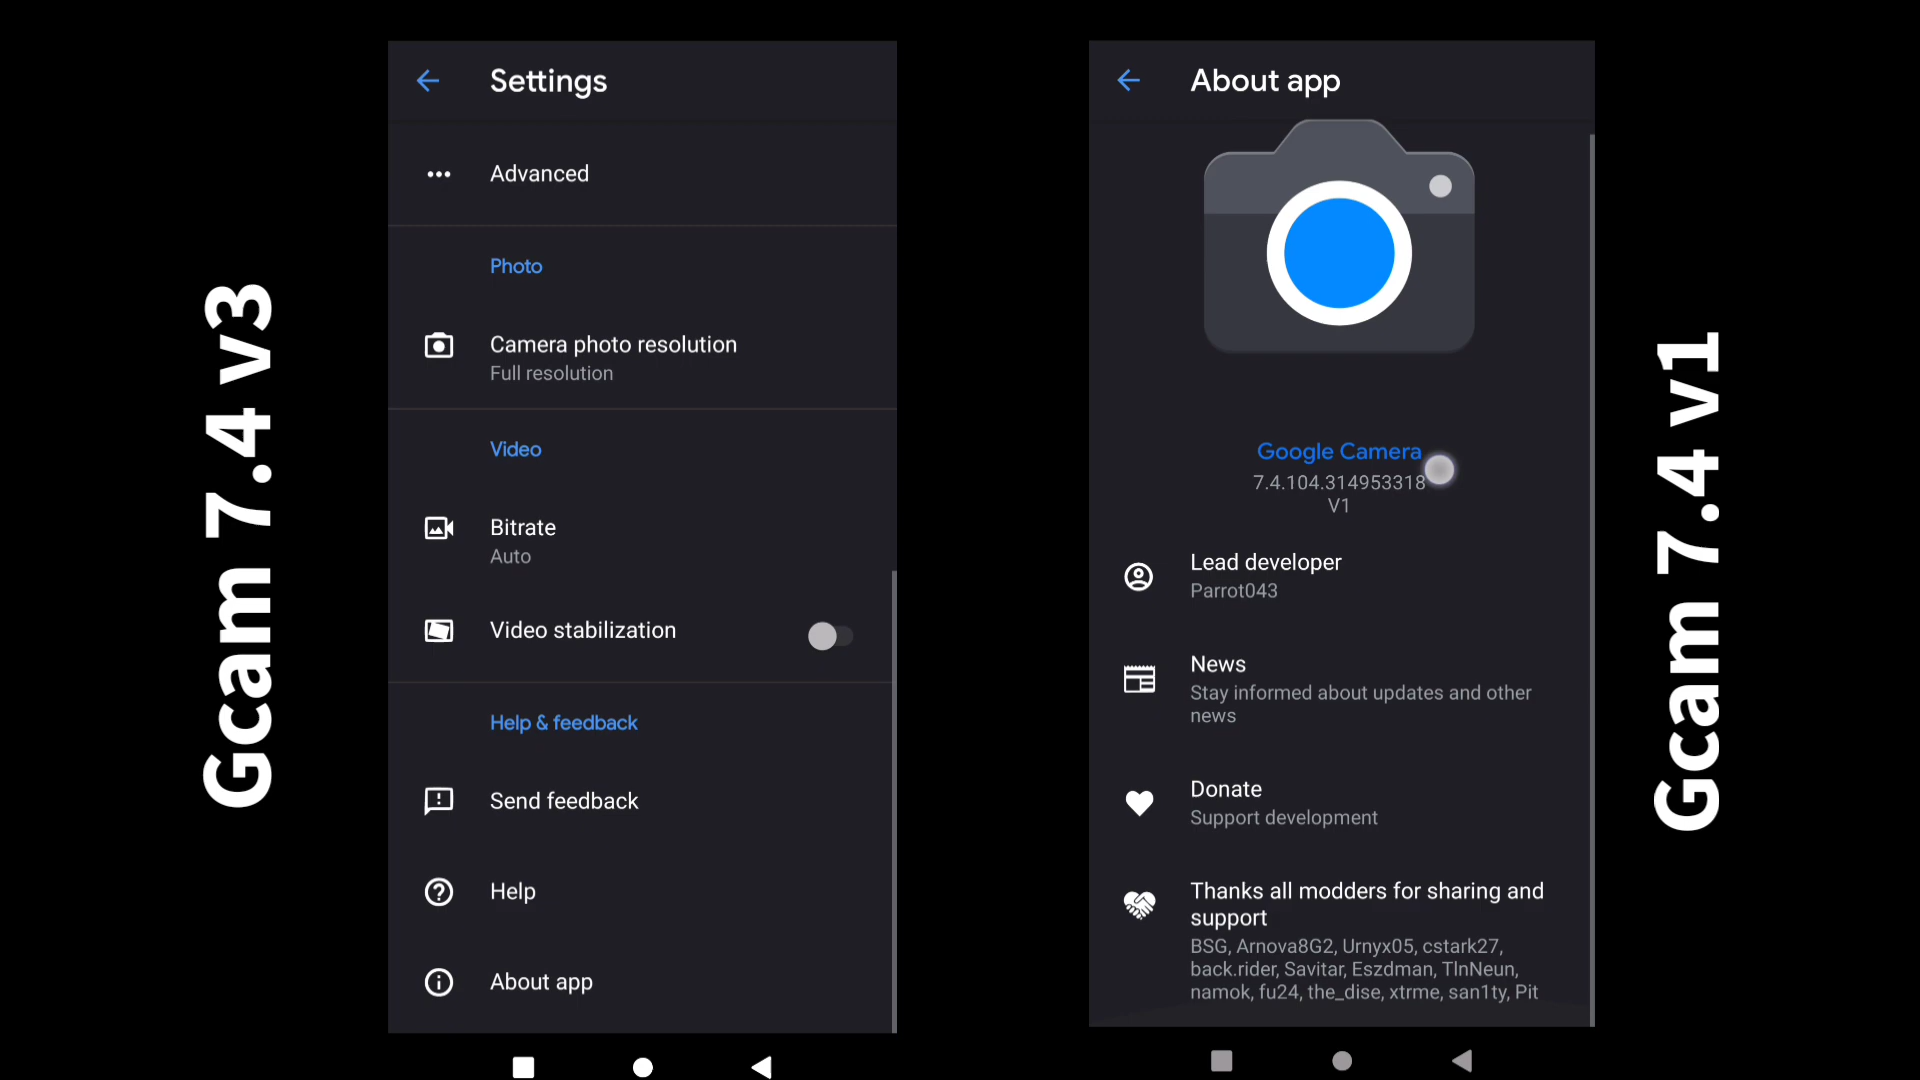 Gcam 7.4 v3
Settings
Advanced
Photo
Camera photo resolution
Full resolution
Video
Bitrate
Auto
Video stabilization
Help & feedback
Send feedback
Help
About app
About app
Google Camera
7.4.104.314953318
V1
Lead developer
Parrot043
News
Stay informed about updates and other
news
Donate
Support development
Thanks all modders for sharing and
support
BSG, Arnova8G2, Urnyx05, cstark27,
back.rider, Savitar, Eszdman, TlnNeun,
namok, fu24, the_dise, xtrme, san1ty, Pit
Gcam 7.4 v1